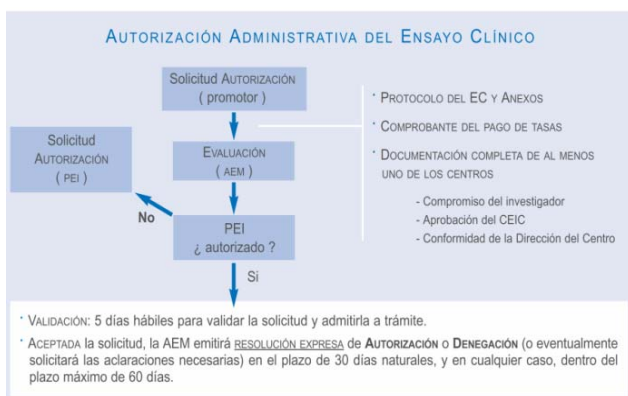 AUTORIZACIÓN ADMINISTRATIVA DEL ENSAYO CLÍNICO
Solicitud AUTORIZACIÓN
( promotor )
· PROTOCOLO DEL EC Y ANEXOS
· COMPROBANTE DEL PAGO DE TASAS
· DOCUMENTACIÓN COMPLETA DE AL MENOS
UNO DE LOS CENTROS
- Compromiso del investigador
- Aprobación del CEIC
- Conformidad de la Dirección del Centro
EVALUACIÓN
( AEM )
Solicitud
AUTORIZACIÓN
( PEI )
No
PEI
¿ autorizado ?
Si
· VALIDACIÓN: 5 días hábiles para validar la solicitud y admitirla a trámite.
· ACEPTADA la solicitud, la AEM emitirá RESOLUCIÓN EXPRESA de AUTORIZACIÓN o DENEGACIÓN (o eventualmente
solicitará las aclaraciones necesarias) en el plazo de 30 días naturales, y en cualquier caso, dentro del
plazo máximo de 60 días.